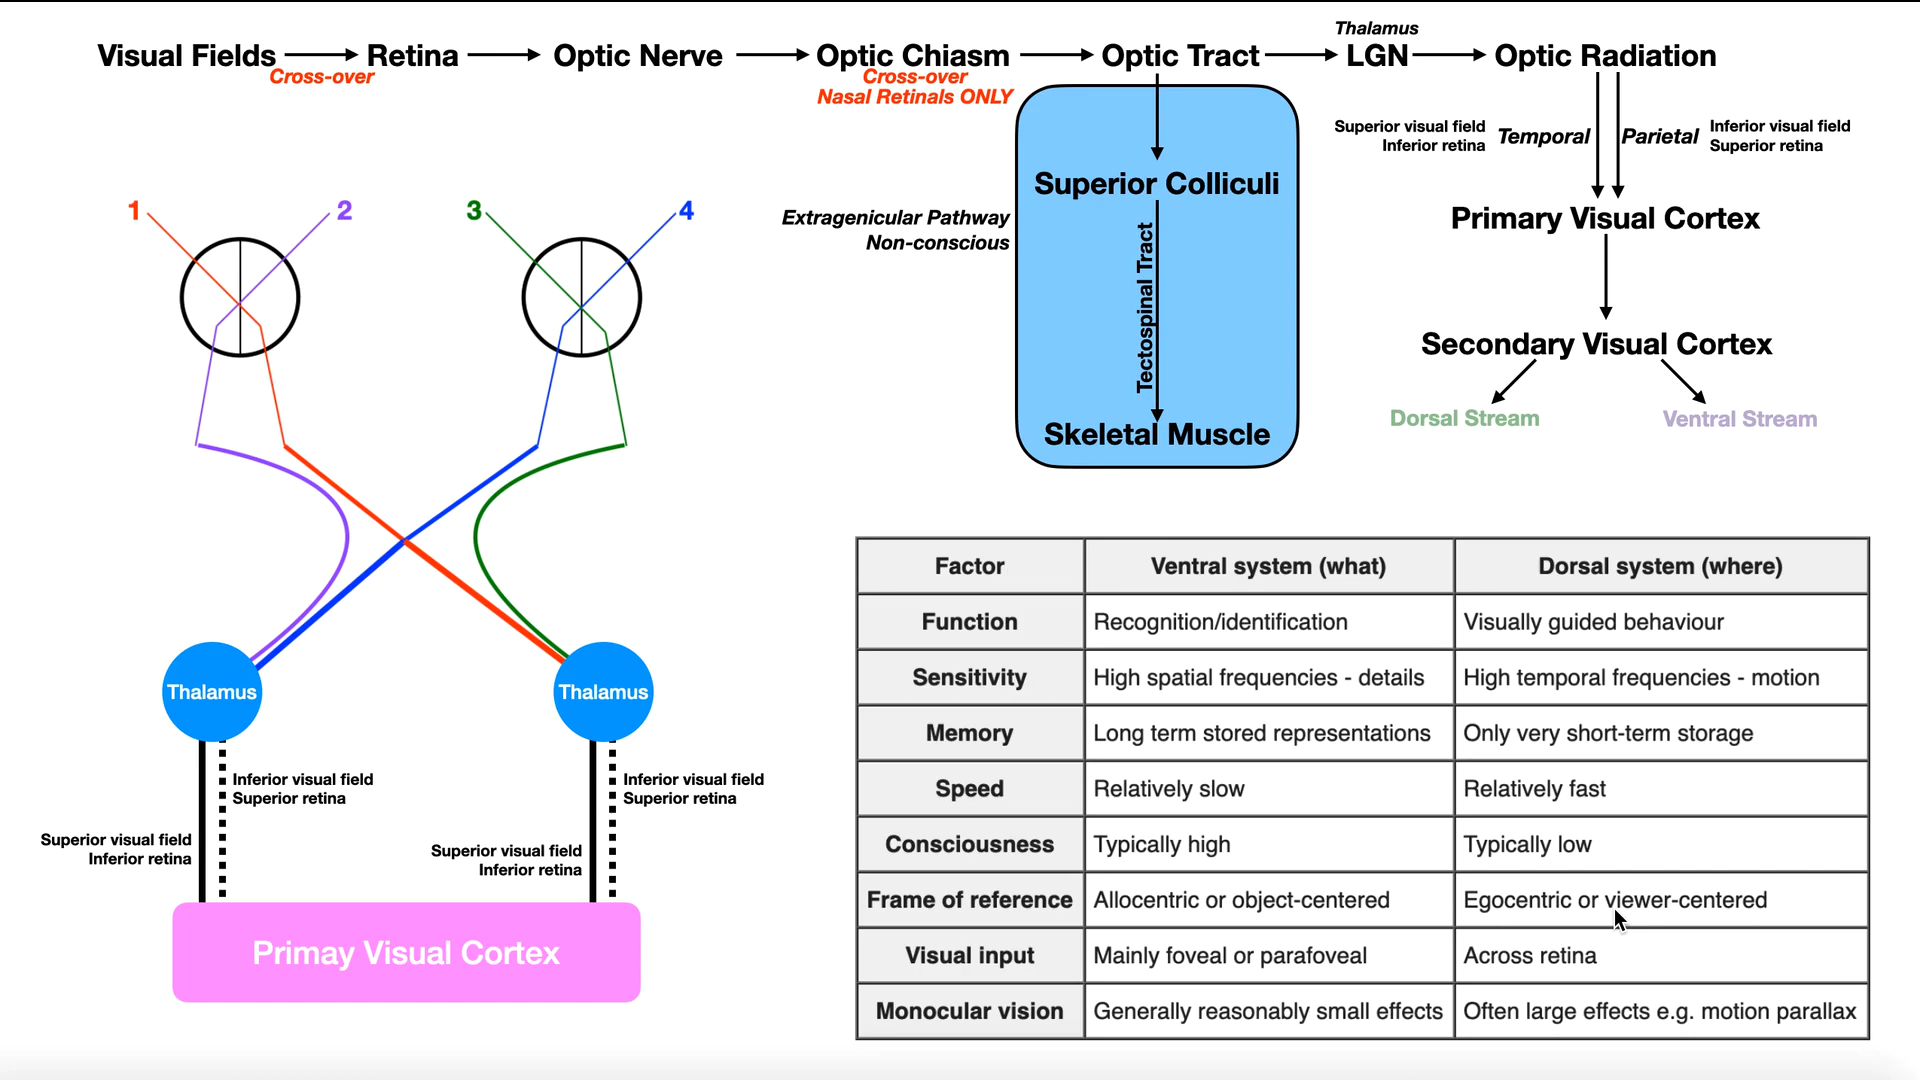 Thalamus
Visual Fields
Retina
Optic Nerve
Optic Chiasm
Optic Tract
LGN
Optic Radiation
Cross-over
Cross-over
Nasal Retinals ONLY
Superior visual field
Inferior retina
Temporal
Parietal
Inferior visual field
Superior retina
Superior Colliculi
Extragenicular Pathway
Non-conscious
Tectospinal Tract
Skeletal Muscle
Primary Visual Cortex
Secondary Visual Cortex
Dorsal Stream
Ventral Stream
1
2
3
4
Thalamus
Thalamus
Inferior visual field
Superior retina
Inferior visual field
Superior retina
Superior visual field
Inferior retina
Superior visual field
Inferior retina
Primay Visual Cortex
Factor
Ventral system (what)
Dorsal system (where)
Function
Recognition/identification
Visually guided behaviour
Sensitivity
High spatial frequencies - details
High temporal frequencies - motion
Memory
Long term stored representations
Only very short-term storage
Speed
Relatively slow
Relatively fast
Consciousness
Typically high
Typically low
Frame of reference
Allocentric or object-centered
Egocentric or viewer-centered
Visual input
Mainly foveal or parafoveal
Across retina
Monocular vision
Generally reasonably small effects
Often large effects e.g. motion parallax